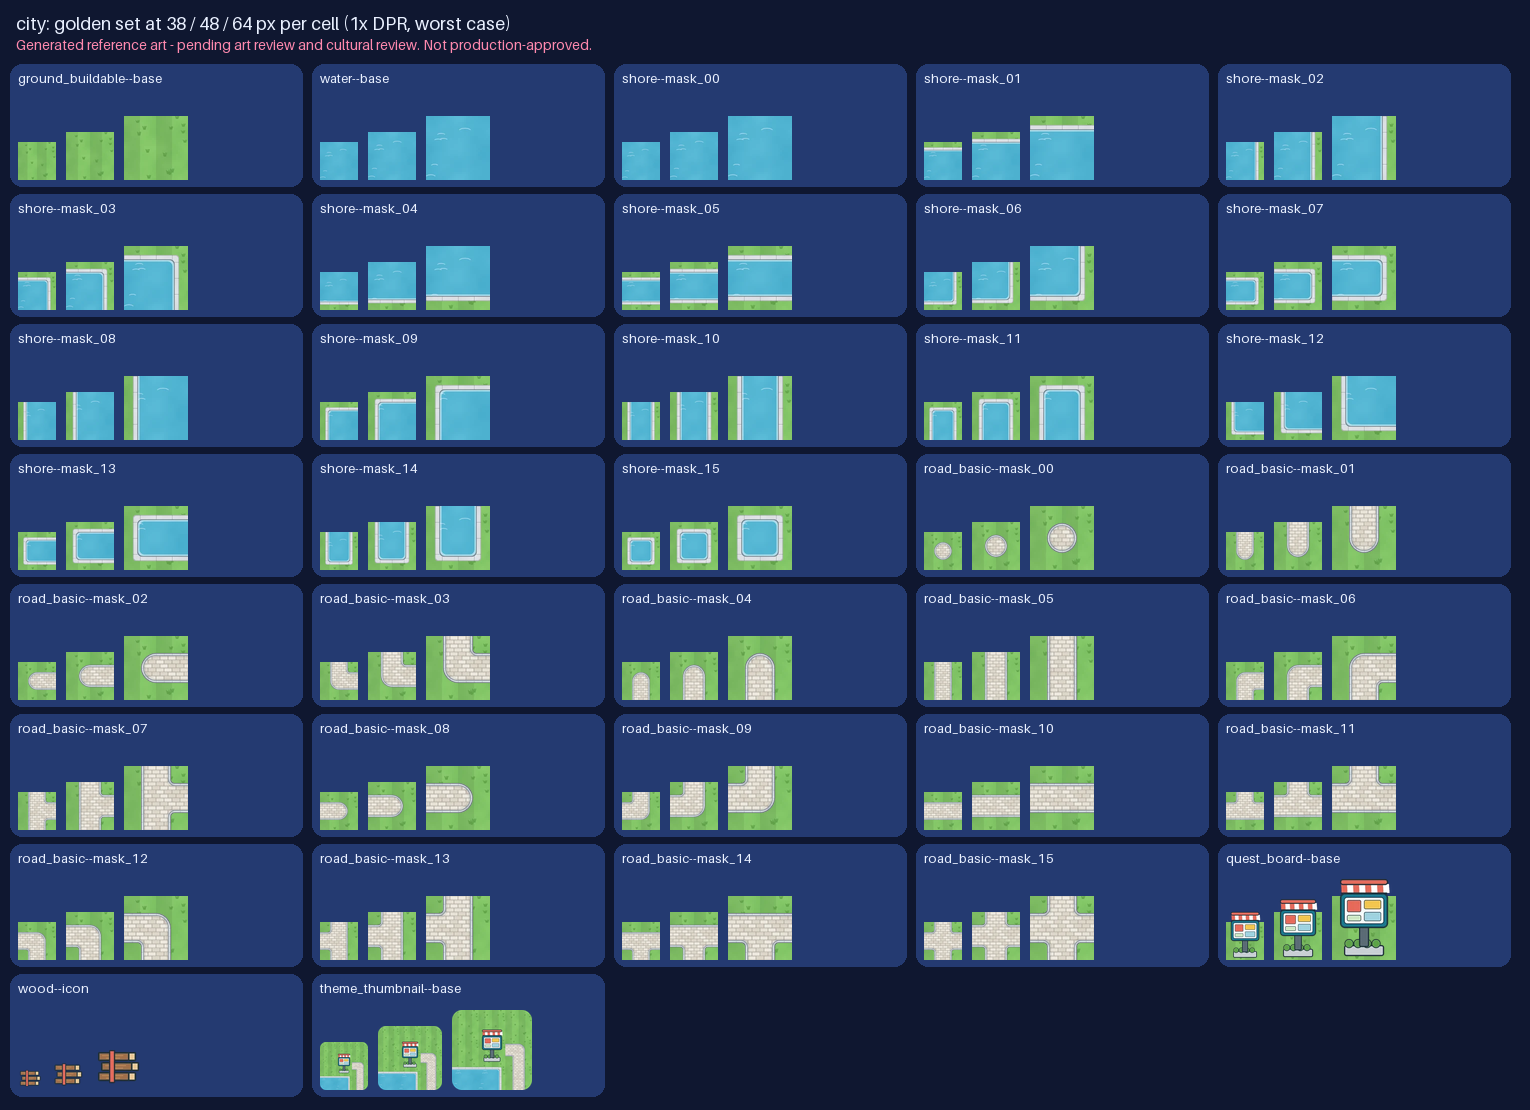 city: golden set at 38 / 48 / 64 px per cell (1x DPR, worst case)
Generated reference art - pending art review and cultural review. Not production-approved.
ground_buildable--base
water--base
shore--mask_00
shore--mask_01
shore--mask_02
shore--mask_03
shore--mask_04
shore--mask_05
shore--mask_06
shore--mask_07
shore--mask_08
shore--mask_09
shore--mask_10
shore--mask_11
shore--mask_12
shore--mask_13
shore--mask_14
shore--mask_15
road_basic--mask_00
road_basic--mask_01
road_basic--mask_02
road_basic--mask_03
road_basic--mask_04
road_basic--mask_05
road_basic--mask_06
road_basic--mask_07
road_basic--mask_08
road_basic--mask_09
road_basic--mask_10
road_basic--mask_11
road_basic--mask_12
road_basic--mask_13
road_basic--mask_14
road_basic--mask_15
quest_board--base
wood--icon
theme_thumbnail--base